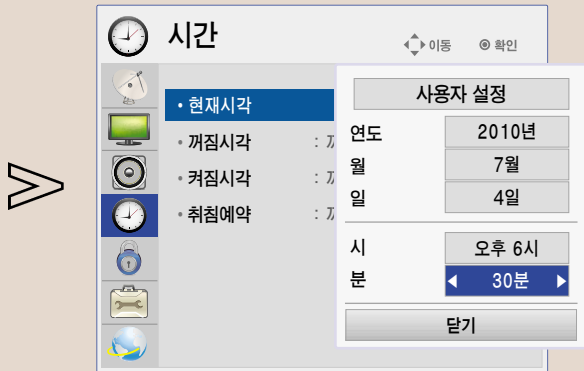 시간
이동 확인
• 현재시각
• 꺼짐시각 :
• 켜짐시각 :
• 취침예약 :
사용자 설정
연도 2010년
월 7월
일 4일
시 오후 6시
분 ◀ 30분 ▶
닫기